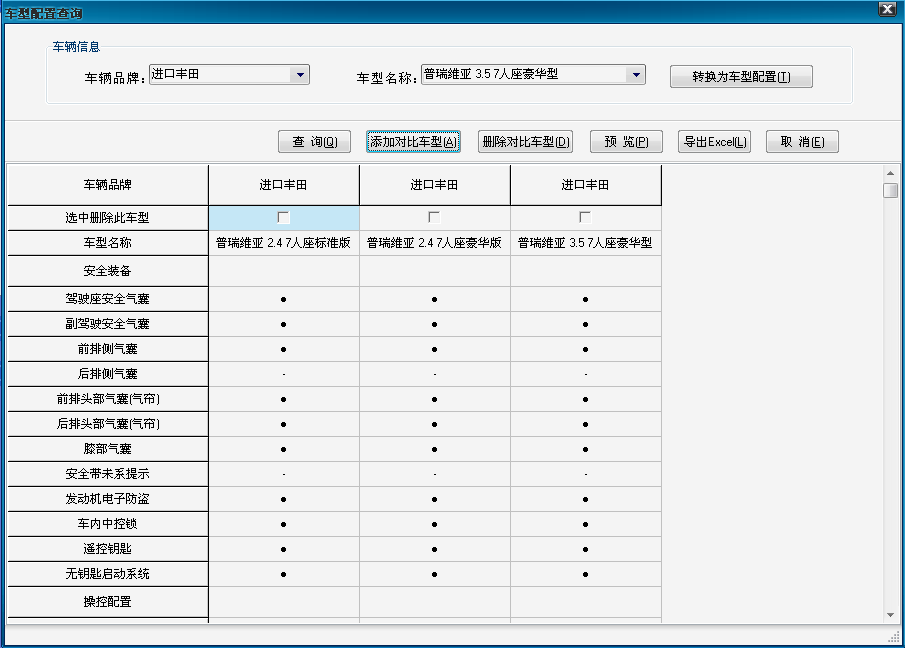 车型配置查询
车辆信息
车辆品牌: 进口丰田 车型名称: 普瑞维亚 3.5 7人座豪华型 转换为车型配置(T)
查 询(Q) 添加对比车型(A) 删除对比车型(D) 预 览(P) 导出Excel(L) 取 消(E)
车辆品牌 进口丰田 进口丰田 进口丰田
选中删除此车型
车型名称 普瑞維亚 2.4 7人座标准版 普瑞維亚 2.4 7人座豪华版 普瑞維亚 3.5 7人座豪华型
安全装备
驾驶座安全气囊 ● ● ●
副驾驶安全气囊 ● ● ●
前排侧气囊 ● ● ●
后排侧气囊 - - -
前排头部气囊(气帘) ● ● ●
后排头部气囊(气帘) ● ● ●
膝部气囊 ● ● ●
安全带未系提示 - - -
发动机电子防盗 ● ● ●
车内中控锁 ● ● ●
遥控钥匙 ● ● ●
无钥匙启动系统 ● ● ●
操控配置